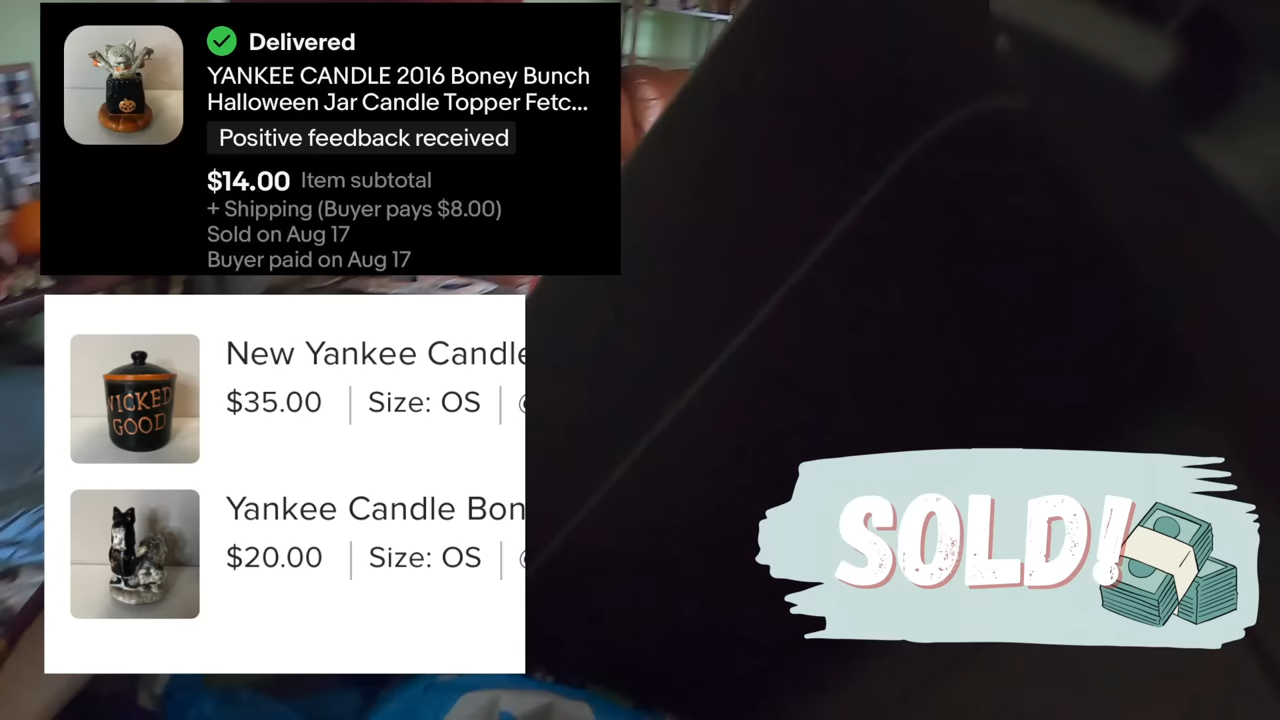 Delivered
YANKEE CANDLE 2016 Boney Bunch
Halloween Jar Candle Topper Fetc...
Positive feedback received
$14.00 Item subtotal
+ Shipping (Buyer pays $8.00)
Sold on Aug 17
Buyer paid on Aug 17
New Yankee Candle
$35.00 | Size: OS |
WICKED
GOOD
Yankee Candle Bon
$20.00 | Size: OS |
SOLD!